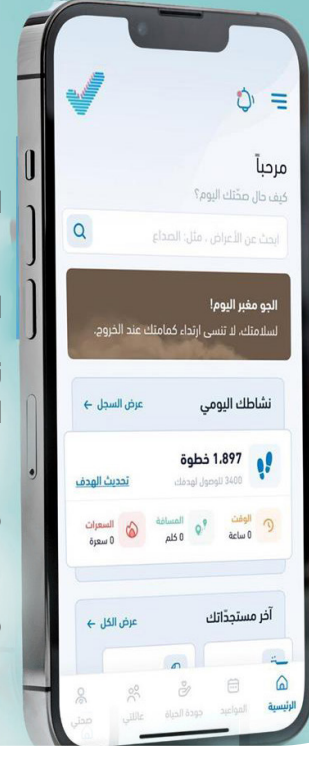 مرحباً
كيف حال صحّتك اليوم؟
ابحث عن الأعراض ، مثل: الصداع
الجو مغبر اليوم!
لسلامتك، لا تنسى ارتداء كمامتك عند الخروج.
نشاطك اليومي عرض السجل ←
1،897 خطوة
3400 للوصول لهدفك تحديث الهدف
الوقت المسافة السعرات
0 ساعة 0 كلم 0 سعرة
آخر مستجدّاتك عرض الكل ←
الرئيسية المواعيد جودة الحياة عائلتي صحتي